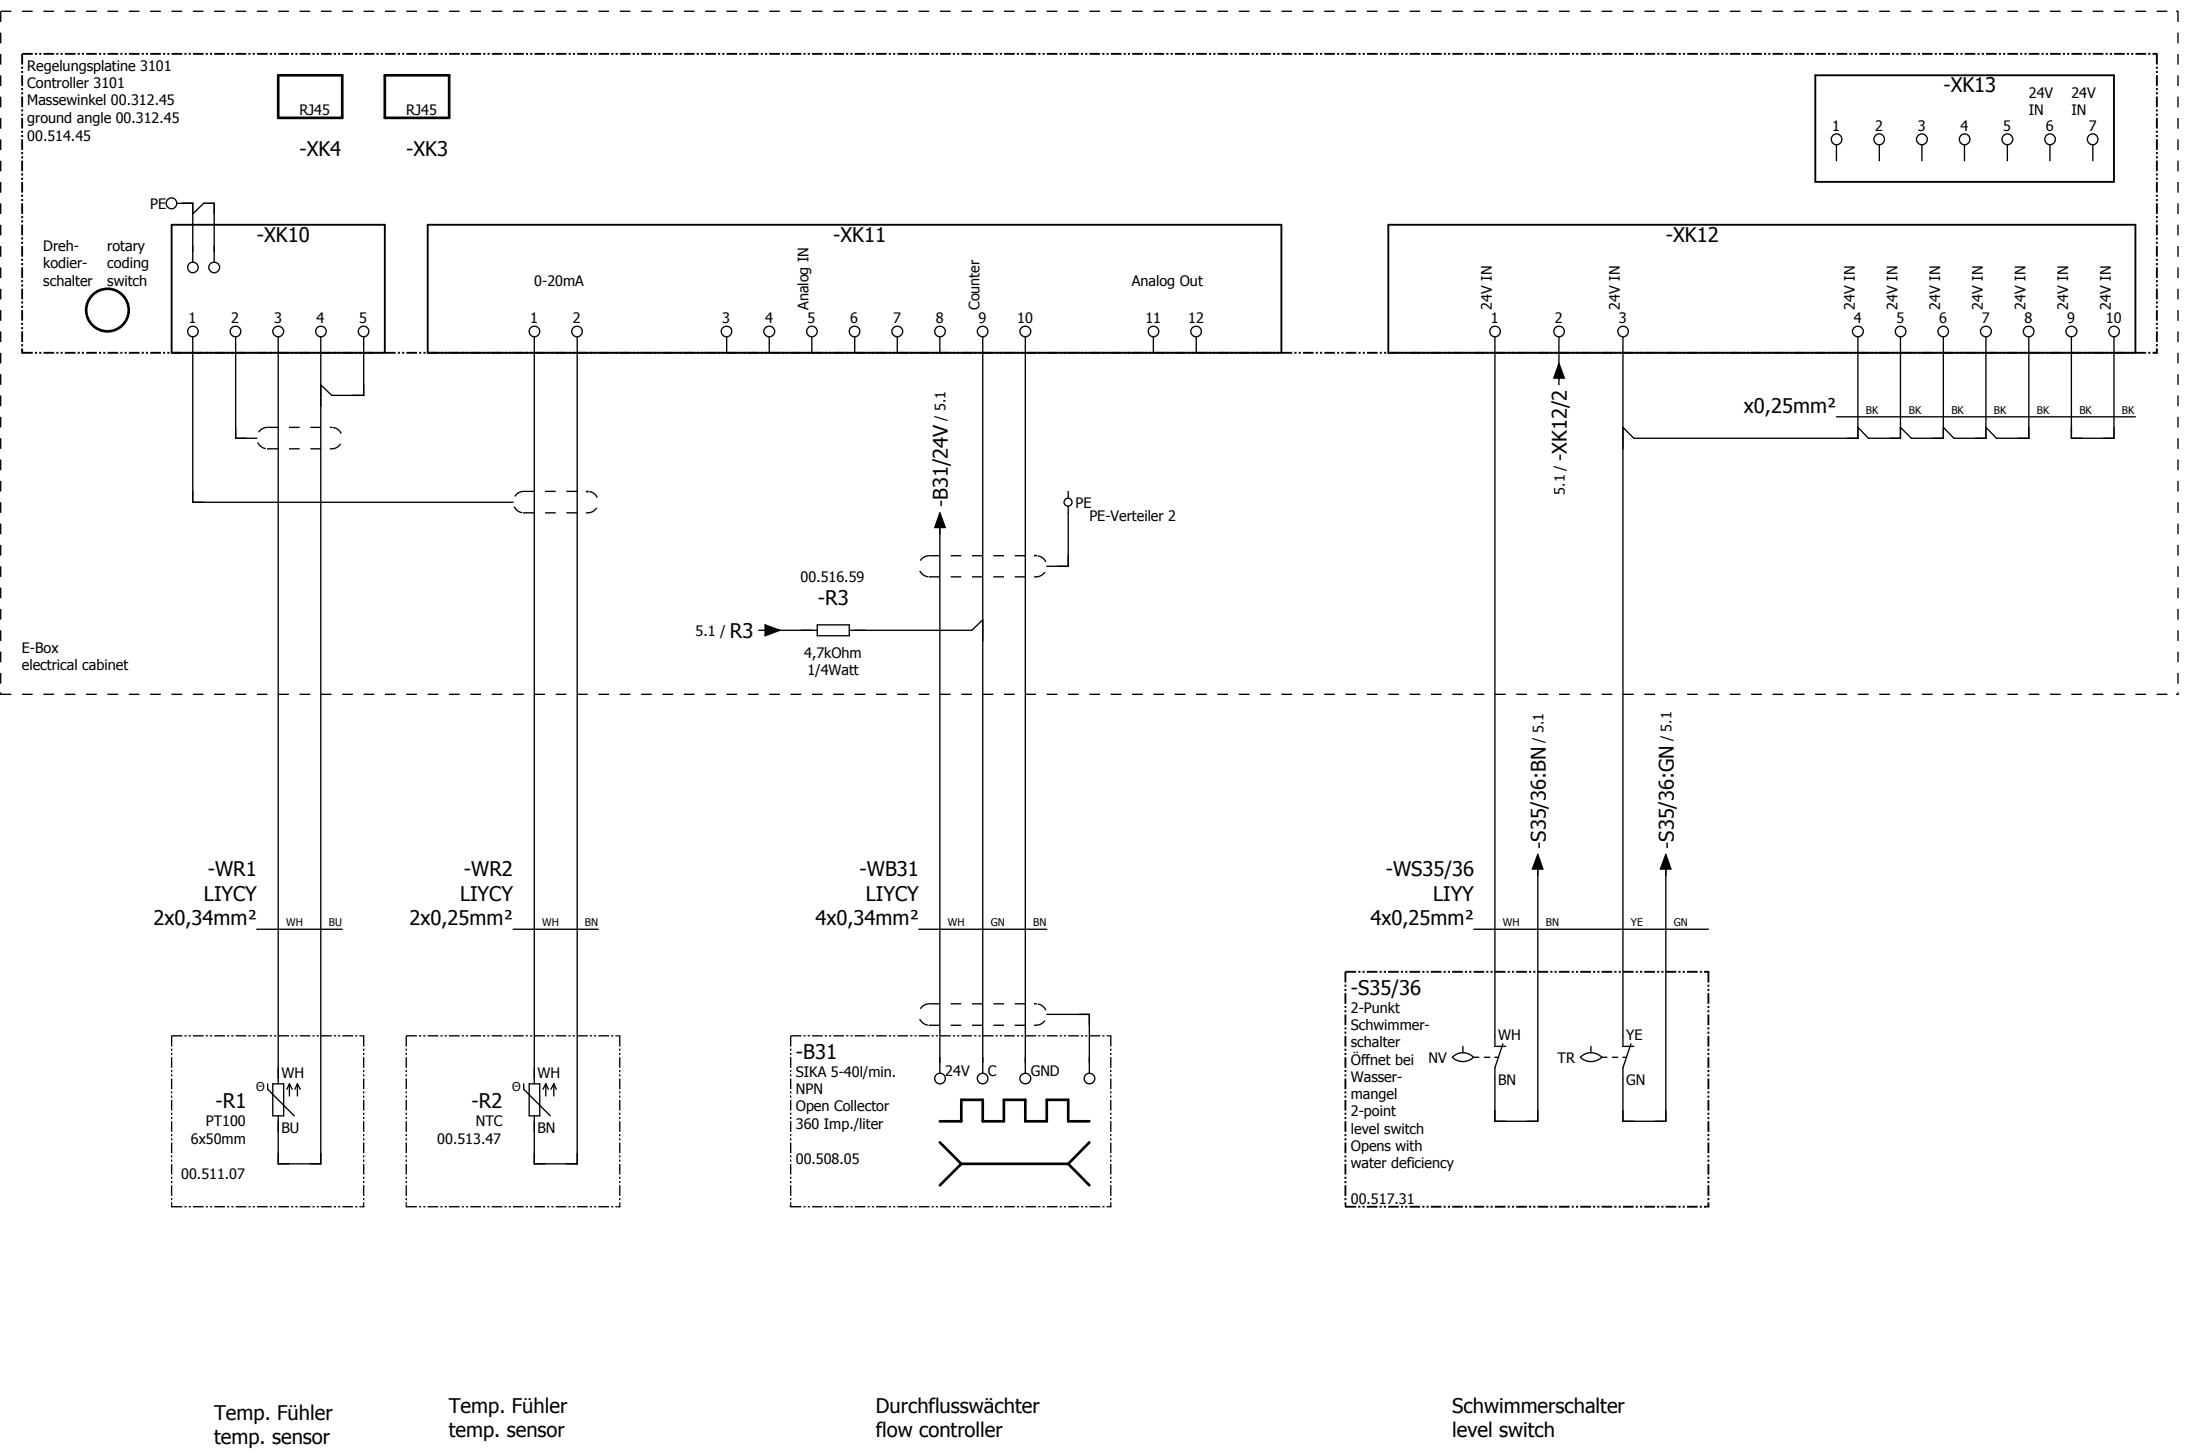 Regelungsplatine 3101
Controller 3101
Massewinkel 00.312.45
ground angle 00.312.45
00.514.45
RJ45
-XK4
RJ45
-XK3
-XK13
24V
IN
24V
IN
1 2 3 4 5 6 7
PE
Dreh-
kodier-
schalter
rotary
coding
switch
-XK10
1 2 3 4 5
-XK11
0-20mA
Analog IN
Counter
Analog Out
1 2 3 4 5 6 7 8 9 10 11 12
-XK12
24V IN
24V IN
24V IN
24V IN
24V IN
24V IN
24V IN
24V IN
24V IN
1 2 3 4 5 6 7 8 9 10
x0,25mm²
BK BK BK BK BK BK BK
-B31/24V / 5.1
5.1 / -XK12/2
PE
PE-Verteiler 2
00.516.59
-R3
5.1 / R3
4,7kOhm
1/4Watt
E-Box
electrical cabinet
-S35/36:BN / 5.1
-S35/36:GN / 5.1
-WR1
LIYCY
2x0,34mm²
WH BU
-WR2
LIYCY
2x0,25mm²
WH BN
-WB31
LIYCY
4x0,34mm²
WH GN BN
-WS35/36
LIYY
4x0,25mm²
WH BN YE GN
-R1
PT100
6x50mm
00.511.07
Θ
WH
BU
-R2
NTC
00.513.47
Θ
WH
BN
-B31
SIKA 5-40l/min.
NPN
Open Collector
360 Imp./liter
00.508.05
24V C GND
-S35/36
2-Punkt
Schwimmer-
schalter
Öffnet bei
Wasser-
mangel
2-point
level switch
Opens with
water deficiency
00.517.31
NV
WH
BN
TR
YE
GN
Temp. Fühler
temp. sensor
Temp. Fühler
temp. sensor
Durchflusswächter
flow controller
Schwimmerschalter
level switch